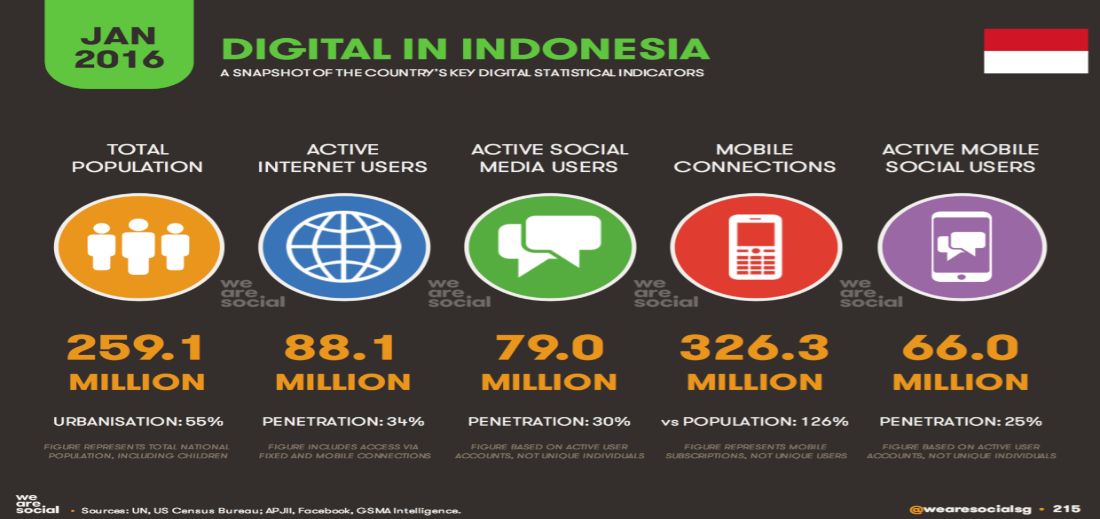 JAN
2016
DIGITAL IN INDONESIA
A SNAPSHOT OF THE COUNTRY'S KEY DIGITAL STATISTICAL INDICATORS
TOTAL
POPULATION
ACTIVE
INTERNET USERS
ACTIVE SOCIAL
MEDIA USERS
MOBILE
CONNECTIONS
ACTIVE MOBILE
SOCIAL USERS
we
are
social
we
are
social
we
are
social
we
are
social
259.1
MILLION
88.1
MILLION
79.0
MILLION
326.3
MILLION
66.0
MILLION
URBANISATION: 55%
PENETRATION: 34%
PENETRATION: 30%
vs POPULATION: 126%
PENETRATION: 25%
FIGURE REPRESENTS TOTAL NATIONAL
POPULATION, INCLUDING CHILDREN
FIGURE INCLUDES ACCESS VIA
FIXED AND MOBILE CONNECTIONS
FIGURE BASED ON ACTIVE USER
ACCOUNTS, NOT UNIQUE INDIVIDUALS
FIGURE REPRESENTS MOBILE
SUBSCRIPTIONS, NOT UNIQUE USERS
FIGURE BASED ON ACTIVE USER
ACCOUNTS, NOT UNIQUE INDIVIDUALS
we
are
social
• Sources: UN, US Census Bureau; APJII, Facebook, GSMA Intelligence.
@wearesocialsg • 215